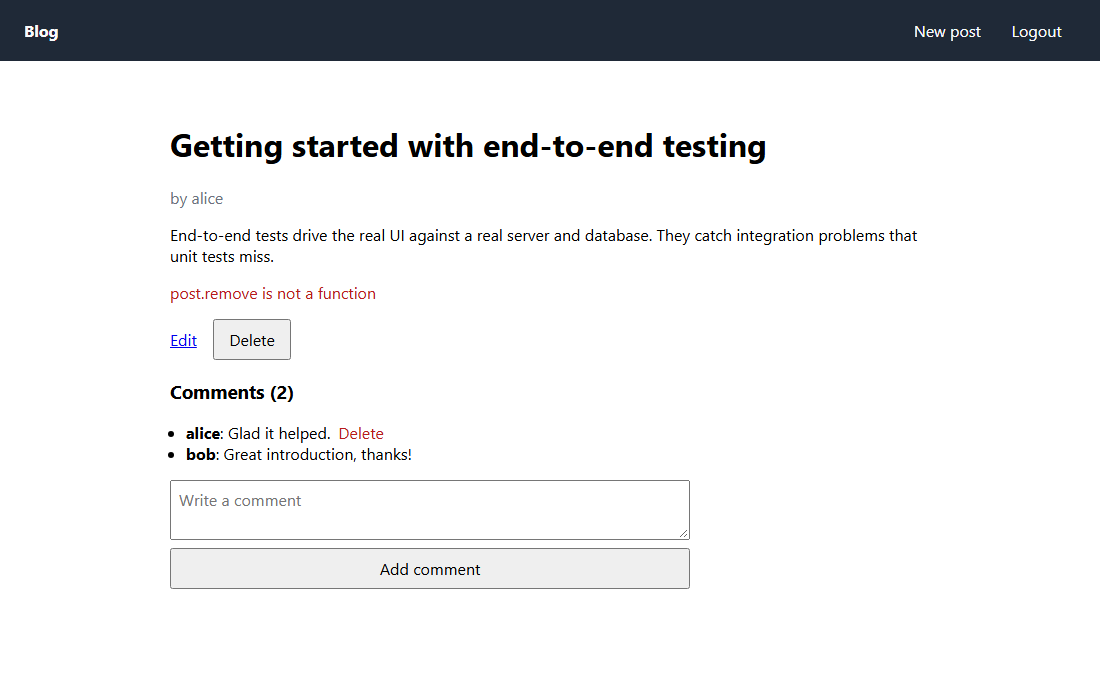 Blog
New post
Logout
Getting started with end-to-end testing
by alice
End-to-end tests drive the real UI against a real server and database. They catch integration problems that
unit tests miss.
post.remove is not a function
Edit
Delete
Comments (2)
alice: Glad it helped. Delete
bob: Great introduction, thanks!
Write a comment
Add comment